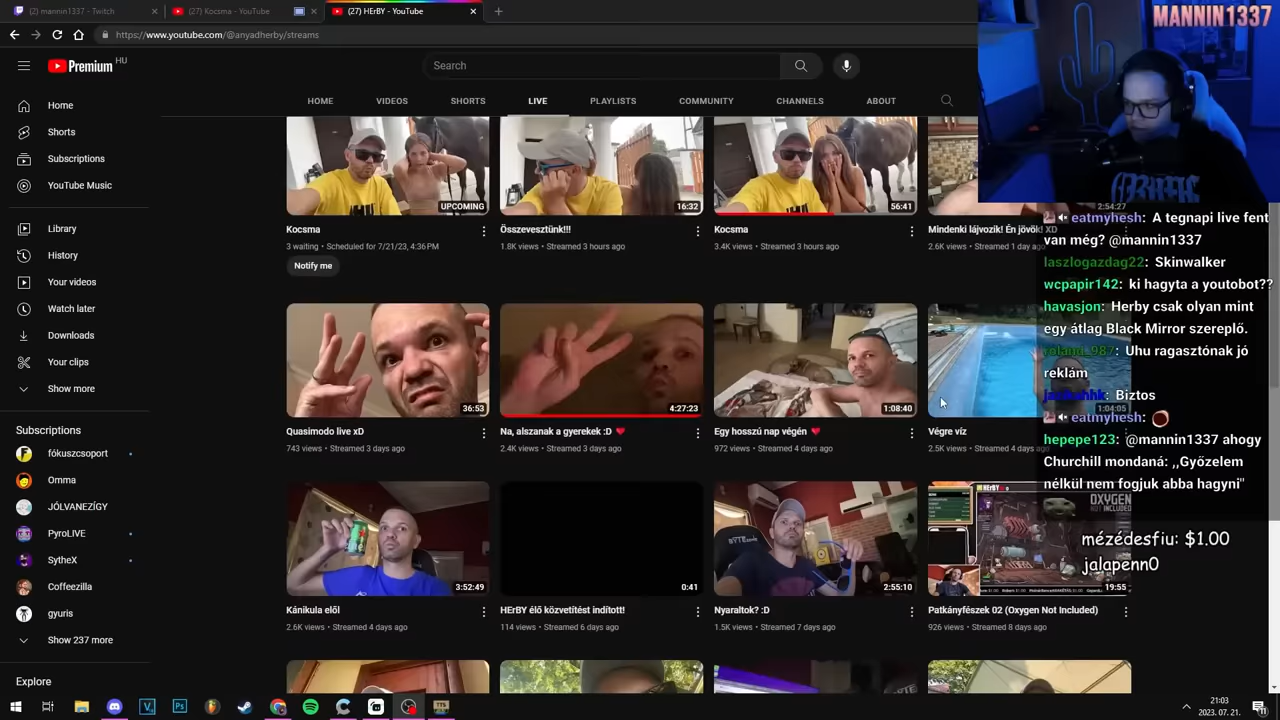 (2) mannin1337 - Twitch
(27) Kocsma - YouTube
(27) HErBY - YouTube
https://www.youtube.com/@anyadherby/streams
MANNIN1337
Premium HU
Search
HOME
VIDEOS
SHORTS
LIVE
PLAYLISTS
COMMUNITY
CHANNELS
ABOUT
Home
Shorts
Subscriptions
YouTube Music
Library
History
Your videos
Watch later
Downloads
Your clips
Show more
Subscriptions
Fókuszcsoport
Omma
JÓLVANEZÍGY
PyroLIVE
SytheX
Coffeezilla
gyuris
Show 237 more
Explore
UPCOMING
16:32
56:41
2:54:27
Kocsma
Összevesztünk!!!
Kocsma
Mindenki lájvozik! Én jövök! XD
3 waiting • Scheduled for 7/21/23, 4:36 PM
1.8K views • Streamed 3 hours ago
3.4K views • Streamed 3 hours ago
2.6K views • Streamed 1 day ago
Notify me
36:53
4:27:23
1:08:40
1:04:05
Quasimodo live xD
Na, alszanak a gyerekek :D ❤
Egy hosszú nap végén ❤
Végre víz
743 views • Streamed 3 days ago
2.4K views • Streamed 3 days ago
972 views • Streamed 4 days ago
2.5K views • Streamed 4 days ago
BYTE
HErBY
OXYGEN
NOT INCLUDED
3:52:49
0:41
2:55:10
19:55
Kánikula elől
HErBY élő közvetítést indított!
Nyaraltok? :D
Patkányfészek 02 (Oxygen Not Included)
2.6K views • Streamed 4 days ago
114 views • Streamed 6 days ago
1.5K views • Streamed 7 days ago
926 views • Streamed 8 days ago
eatmyhesh: A tegnapi live fent
van még? @mannin1337
laszlogazdag22: Skinwalker
wcpapir142: ki hagyta a youtobot??
havasjon: Herby csak olyan mint
egy átlag Black Mirror szereplő.
roland_987: Uhu ragasztónak jó
reklám
Biztos
eatmyhesh:
hepepe123: @mannin1337 ahogy
Churchill mondaná: ,,Győzelem
nélkül nem fogjuk abba hagyni"
mézédesfiu: $1.00
jalapenn0
21:03
2023. 07. 21.